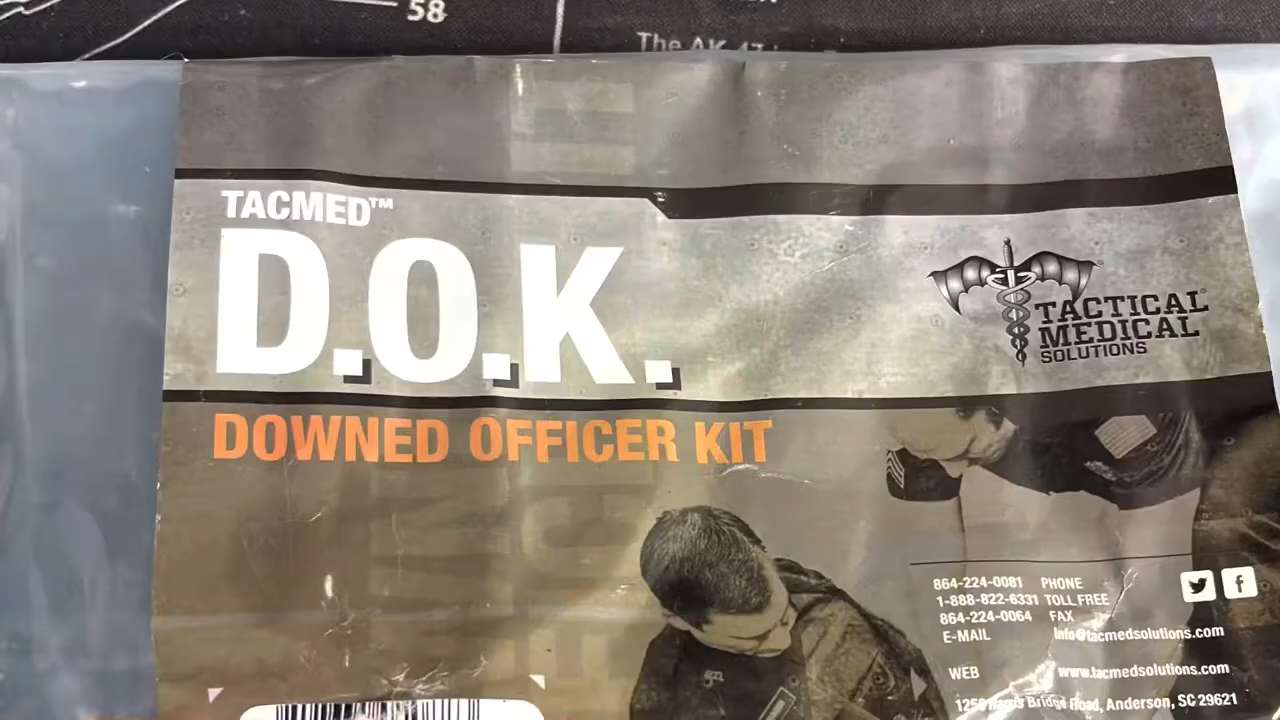 58
The AK-47
TACMED™
D.O.K.
DOWNED OFFICER KIT
TACTICAL®
MEDICAL
SOLUTIONS
864-224-0081 PHONE
1-888-822-6331 TOLL FREE
864-224-0064 FAX
E-MAIL info@tacmedsolutions.com
WEB www.tacmedsolutions.com
Bridge Road, Anderson, SC 29621